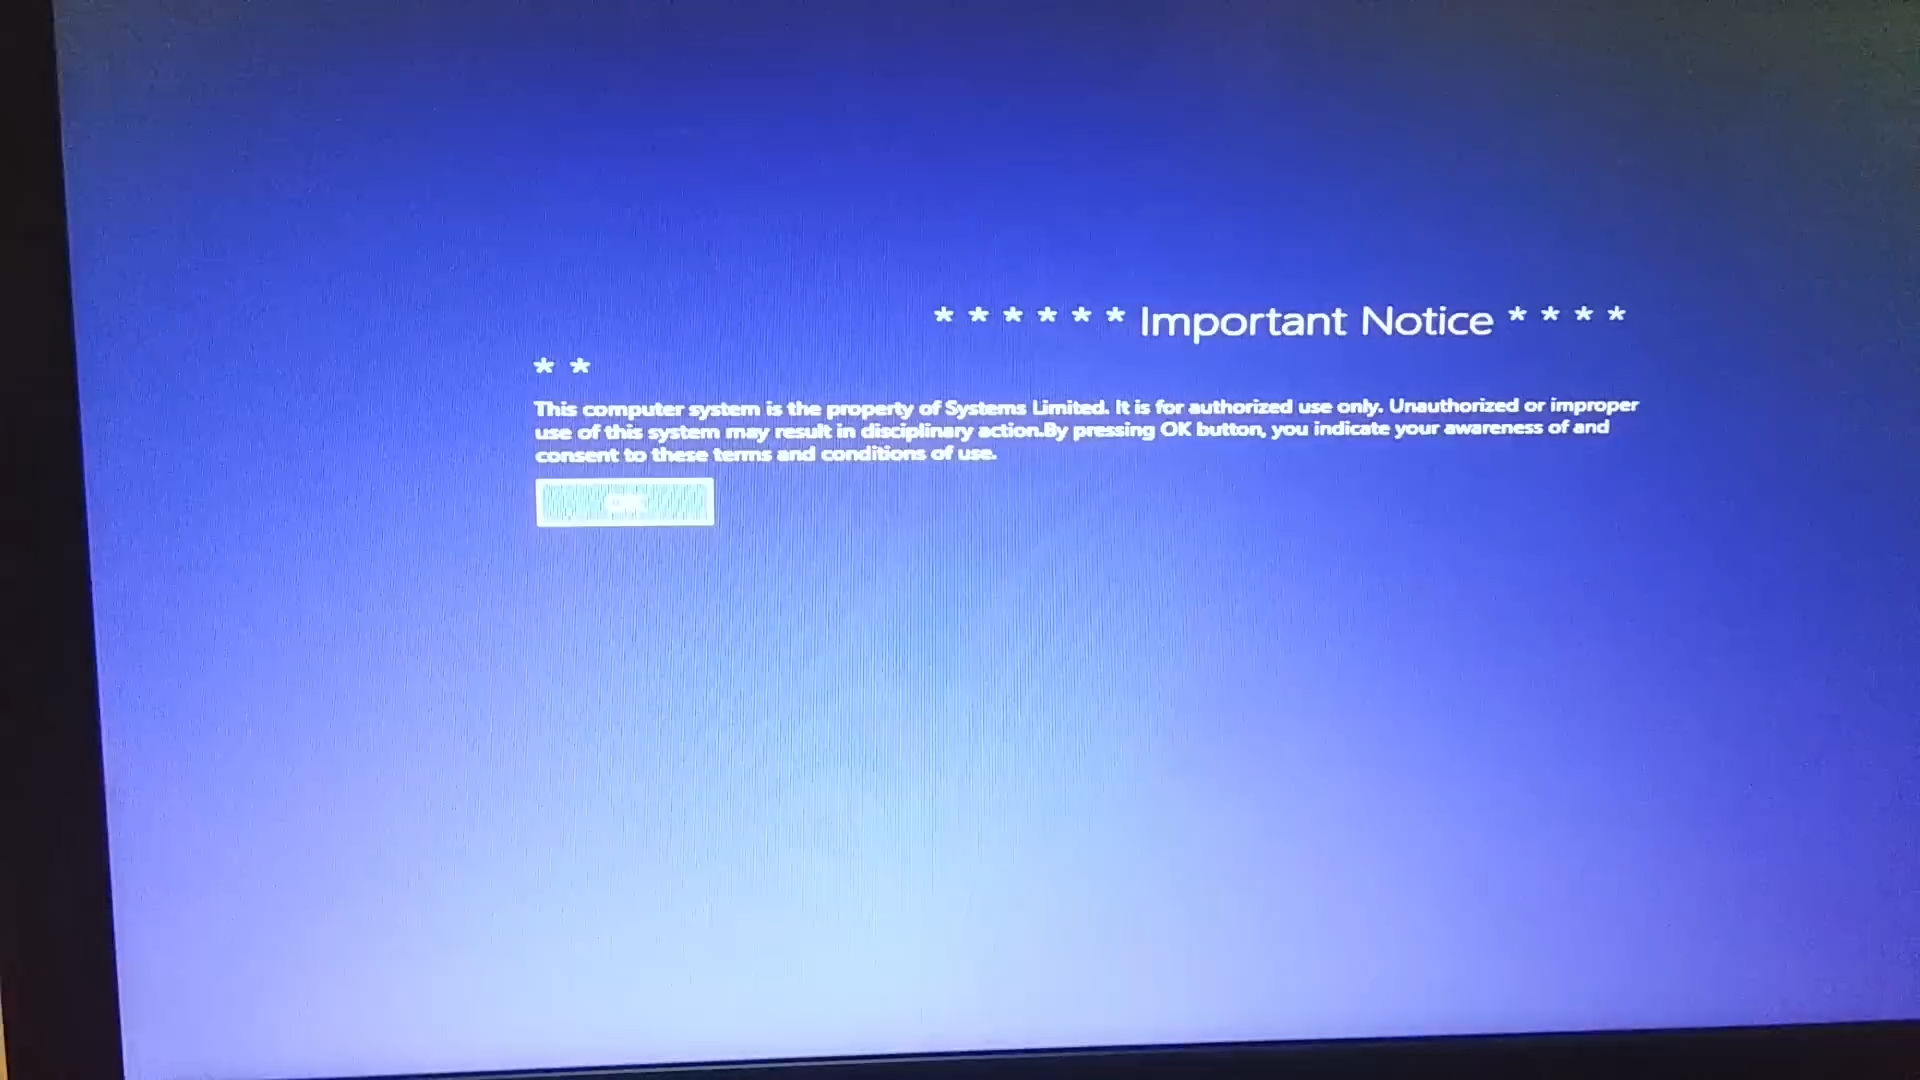 * * * * * * Important Notice * * * *
* *
This computer system is the property of Systems Limited. It is for authorized use only. Unauthorized or improper
use of this system may result in disciplinary action.By pressing OK button, you indicate your awareness of and
consent to these terms and conditions of use.
OK